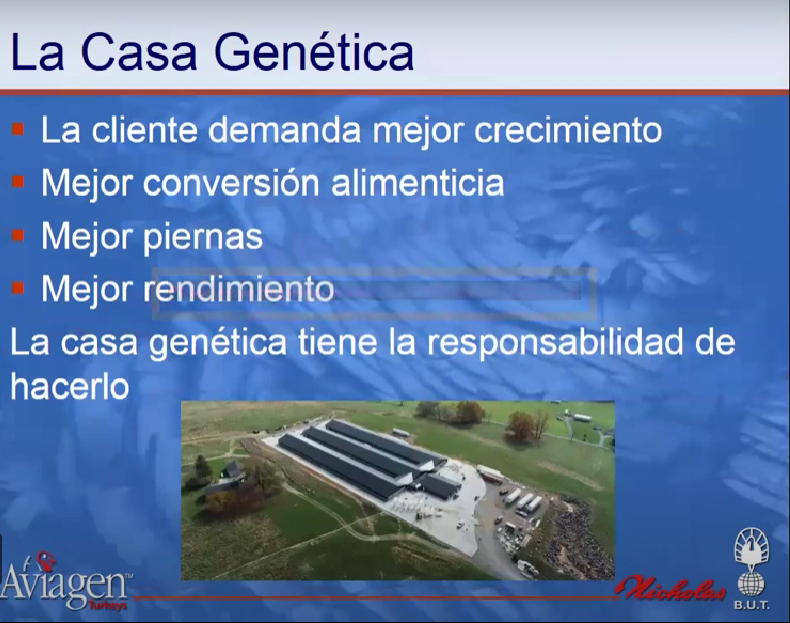 La Casa Genética
La cliente demanda mejor crecimiento
Mejor conversión alimenticia
Mejor piernas
Mejor rendimiento
La casa genética tiene la responsabilidad de
hacerlo
Aviagen™
Turkeys
Nicholas
B.U.T.